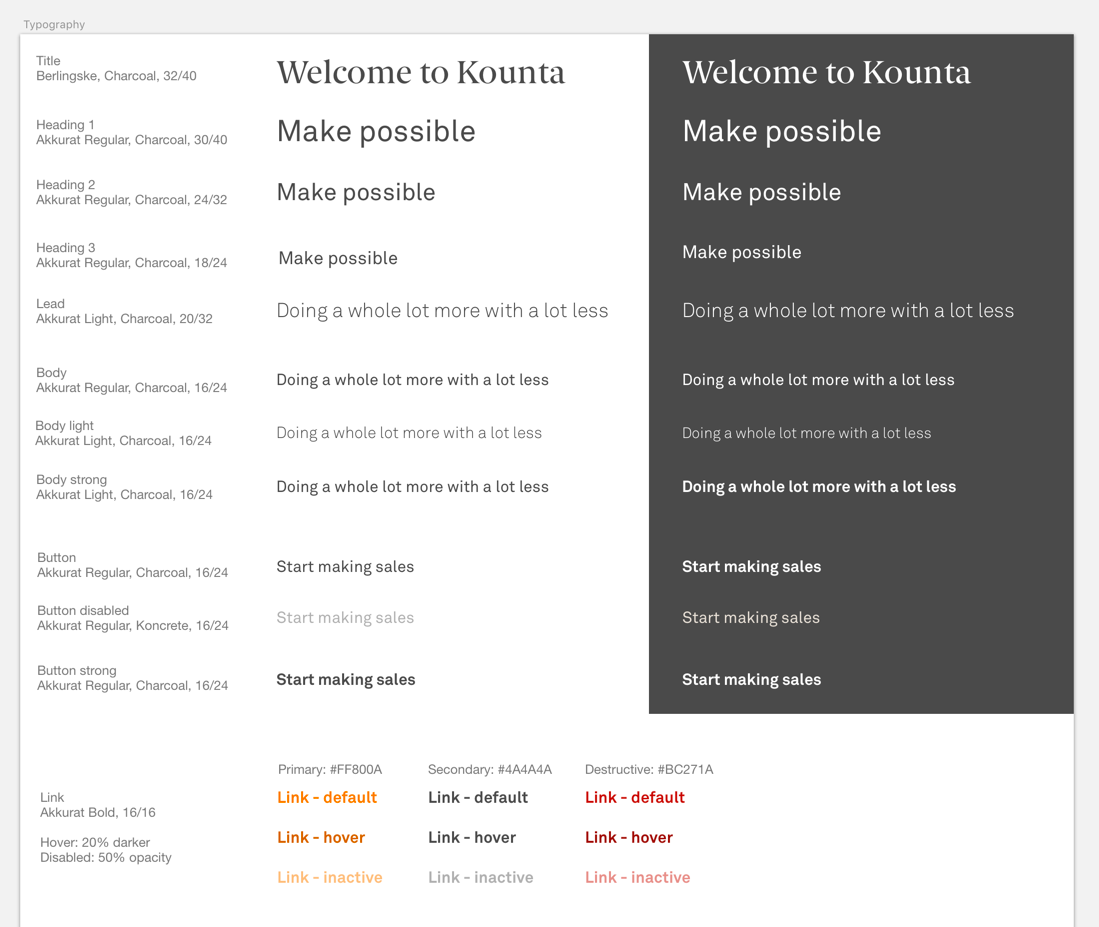 Typography
Title
Berlingske, Charcoal, 32/40
Welcome to Kounta
Welcome to Kounta
Heading 1
Akkurat Regular, Charcoal, 30/40
Make possible
Make possible
Heading 2
Akkurat Regular, Charcoal, 24/32
Make possible
Make possible
Heading 3
Akkurat Regular, Charcoal, 18/24
Make possible
Make possible
Lead
Akkurat Light, Charcoal, 20/32
Doing a whole lot more with a lot less
Doing a whole lot more with a lot less
Body
Akkurat Regular, Charcoal, 16/24
Doing a whole lot more with a lot less
Doing a whole lot more with a lot less
Body light
Akkurat Light, Charcoal, 16/24
Doing a whole lot more with a lot less
Doing a whole lot more with a lot less
Body strong
Akkurat Light, Charcoal, 16/24
Doing a whole lot more with a lot less
Doing a whole lot more with a lot less
Button
Akkurat Regular, Charcoal, 16/24
Start making sales
Start making sales
Button disabled
Akkurat Regular, Koncrete, 16/24
Start making sales
Start making sales
Button strong
Akkurat Regular, Charcoal, 16/24
Start making sales
Start making sales
Link
Akkurat Bold, 16/16
Hover: 20% darker
Disabled: 50% opacity
Primary: #FF800A
Link - default
Link - hover
Link - inactive
Secondary: #4A4A4A
Link - default
Link - hover
Link - inactive
Destructive: #BC271A
Link - default
Link - hover
Link - inactive